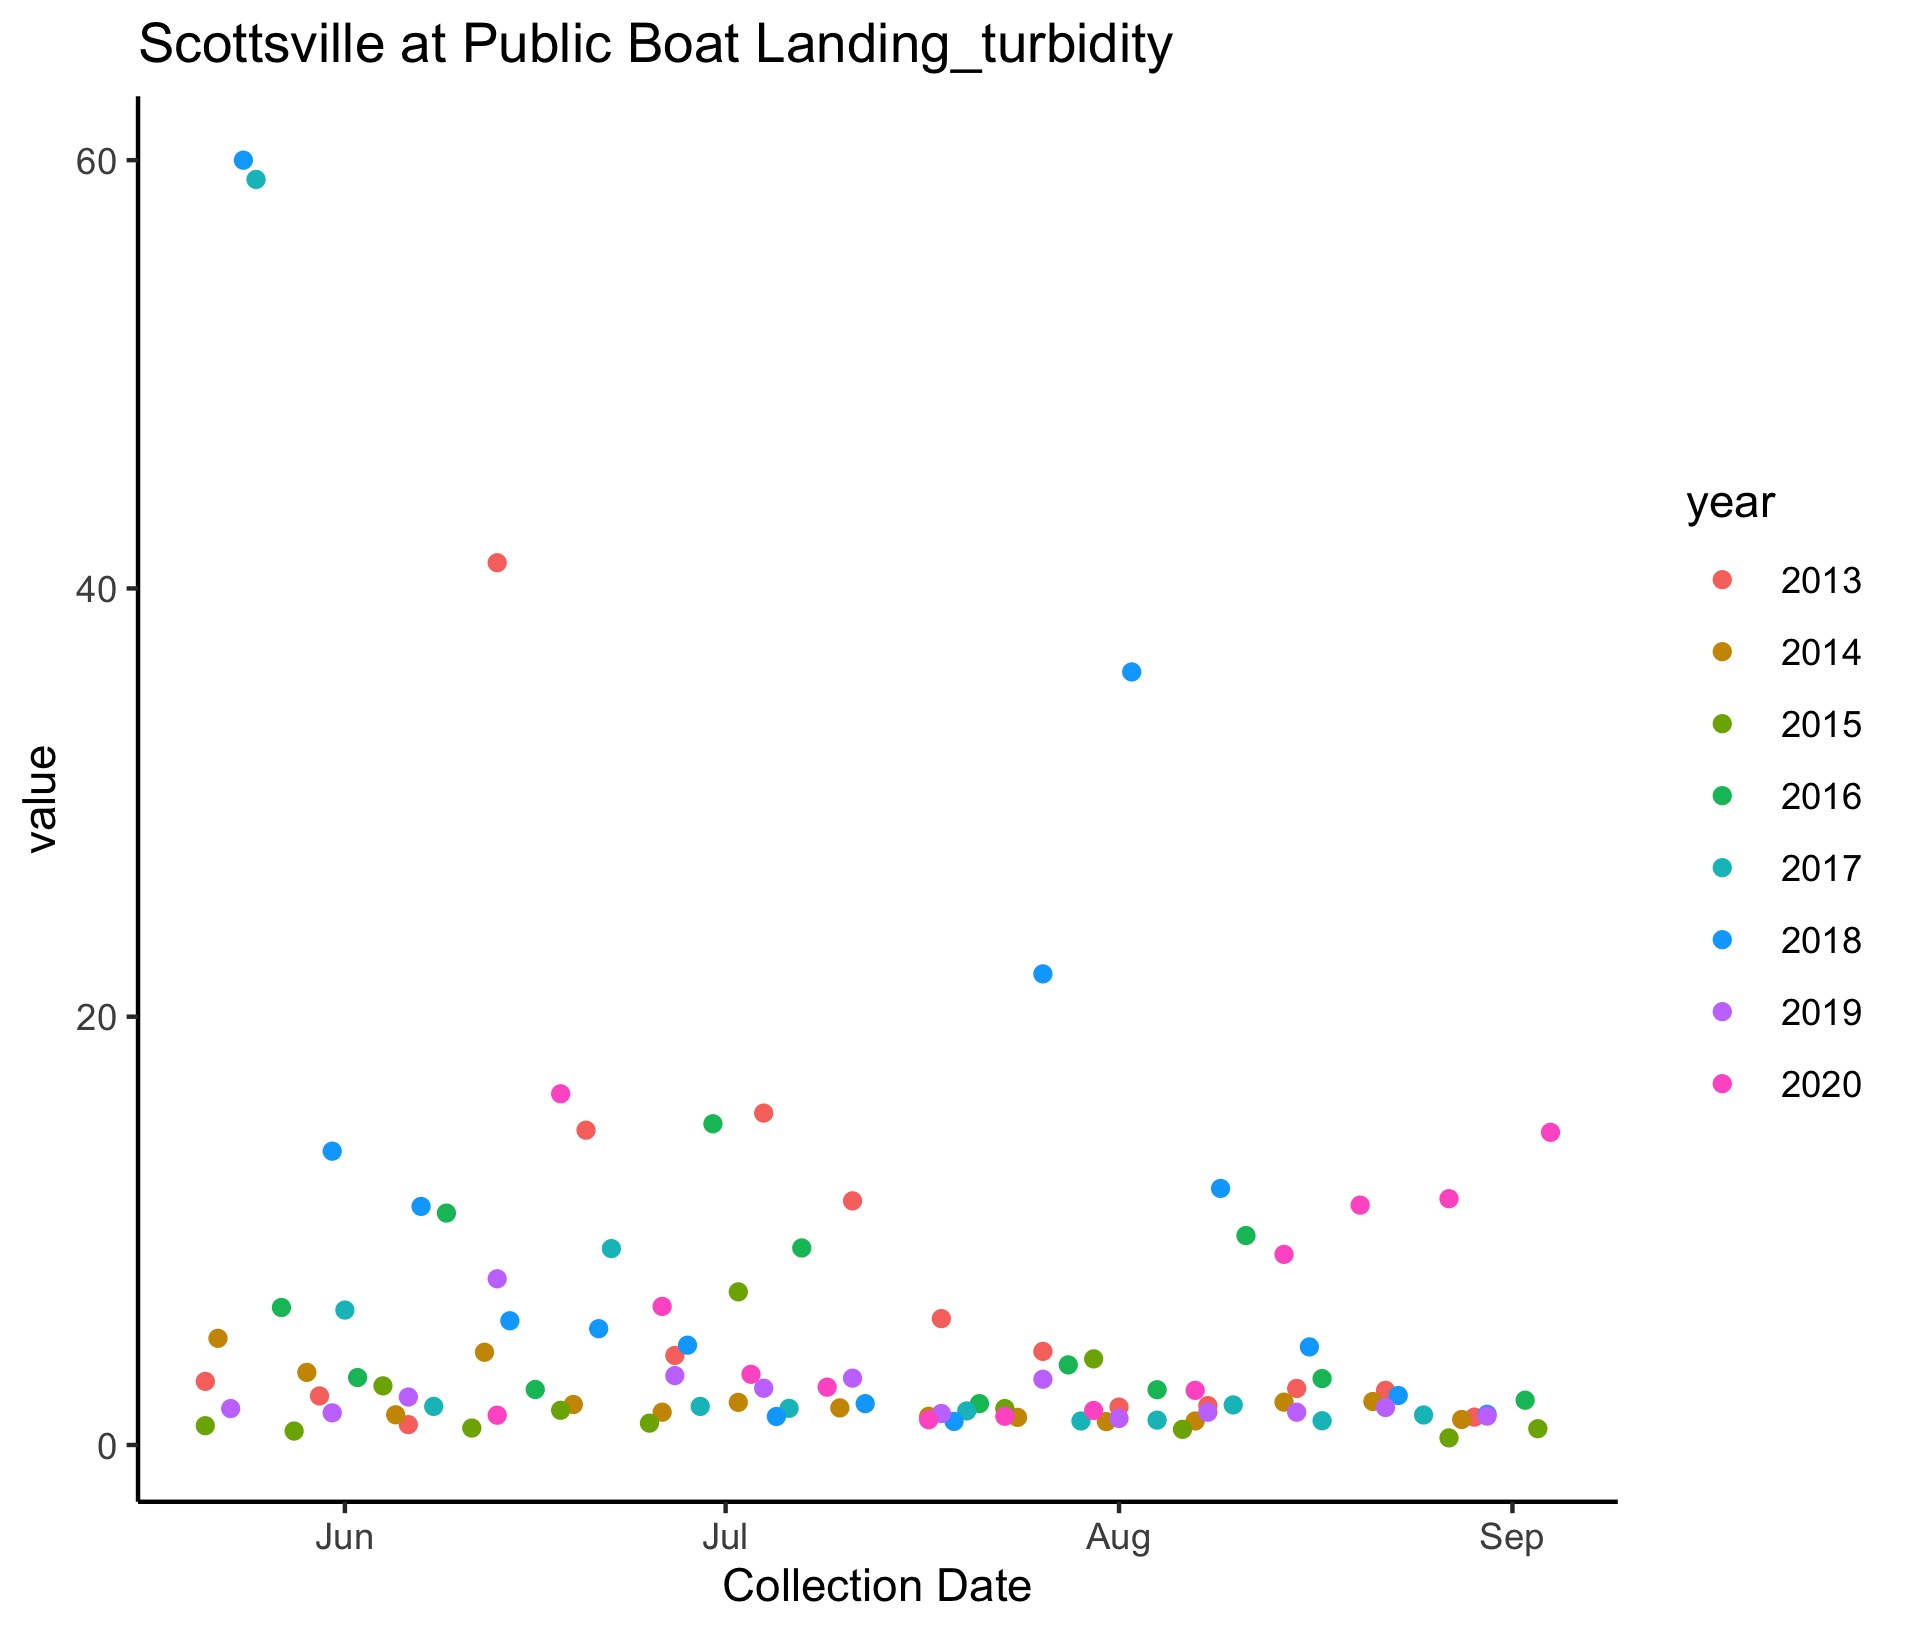 Scottsville at Public Boat Landing_turbidity
60
40
20
0
value
Jun Jul Aug Sep
Collection Date
year
2013
2014
2015
2016
2017
2018
2019
2020